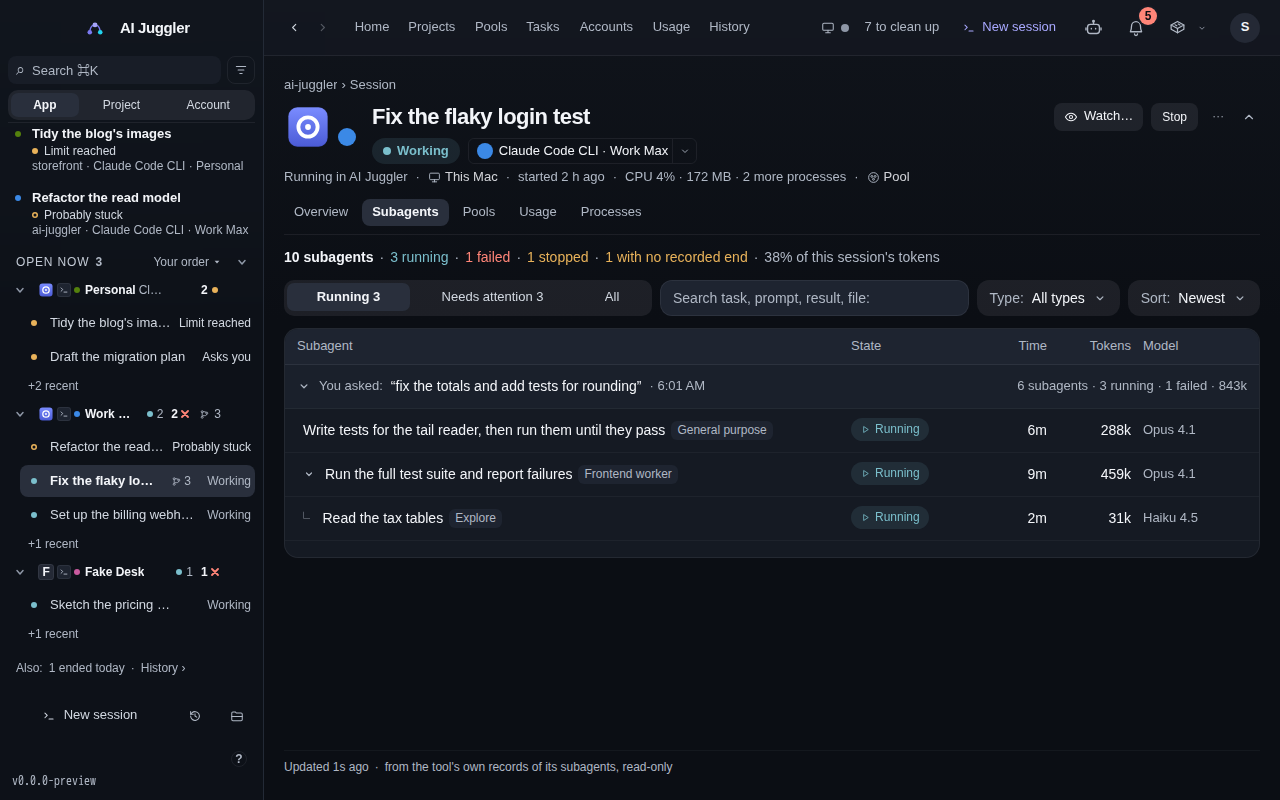 AI Juggler
Search ⌘K
App Project Account
Tidy the blog's images
Limit reached
storefront · Claude Code CLI · Personal
Refactor the read model
Probably stuck
ai-juggler · Claude Code CLI · Work Max
OPEN NOW 3 Your order
Personal Cl… 2
Tidy the blog's ima… Limit reached
Draft the migration plan Asks you
+2 recent
Work … 2 2 3
Refactor the read… Probably stuck
Fix the flaky lo… 3 Working
Set up the billing webh… Working
+1 recent
F Fake Desk 1 1
Sketch the pricing … Working
+1 recent
Also: 1 ended today · History ›
New session
?
v0.0.0-preview
Home Projects Pools Tasks Accounts Usage History 7 to clean up New session 5 S
ai-juggler › Session
Fix the flaky login test
Watch… Stop ···
Working Claude Code CLI · Work Max
Running in AI Juggler · This Mac · started 2 h ago · CPU 4% · 172 MB · 2 more processes · Pool
Overview Subagents Pools Usage Processes
10 subagents · 3 running · 1 failed · 1 stopped · 1 with no recorded end · 38% of this session's tokens
Running 3 Needs attention 3 All Search task, prompt, result, file: Type: All types Sort: Newest
Subagent State Time Tokens Model
You asked: “fix the totals and add tests for rounding” · 6:01 AM 6 subagents · 3 running · 1 failed · 843k
Write tests for the tail reader, then run them until they pass General purpose Running 6m 288k Opus 4.1
Run the full test suite and report failures Frontend worker Running 9m 459k Opus 4.1
Read the tax tables Explore Running 2m 31k Haiku 4.5
Updated 1s ago · from the tool's own records of its subagents, read-only